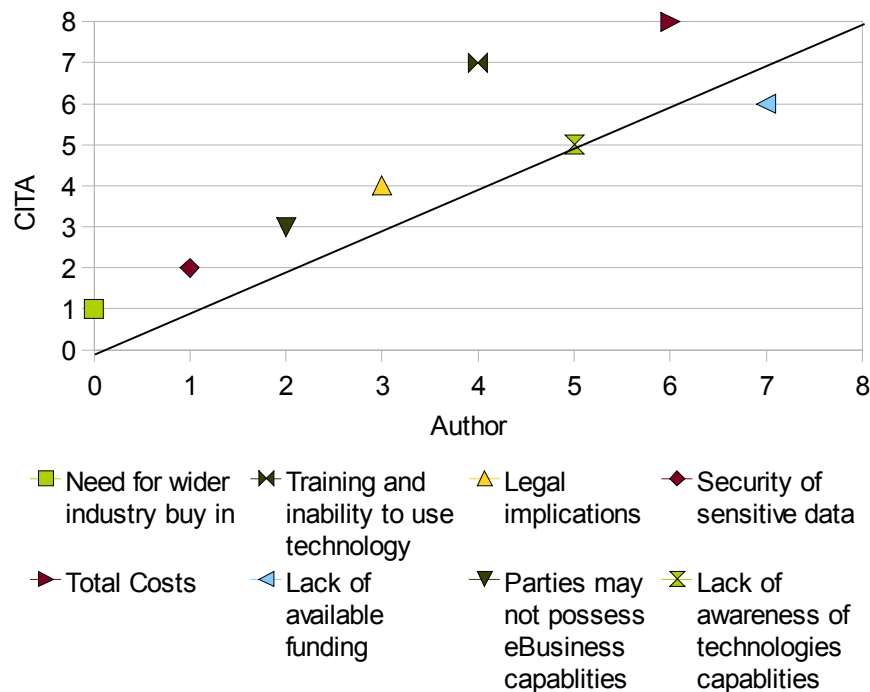 8
7
6
5
4
3
2
1
0
CITA
0 1 2 3 4 5 6 7 8
Author
Need for wider
industry buy in
Training and
inability to use
technology
Legal
implications
Security of
sensitive data
Total Costs
Lack of
available
funding
Parties may
not possess
eBusiness
capablities
Lack of
awareness of
technologies
capablities